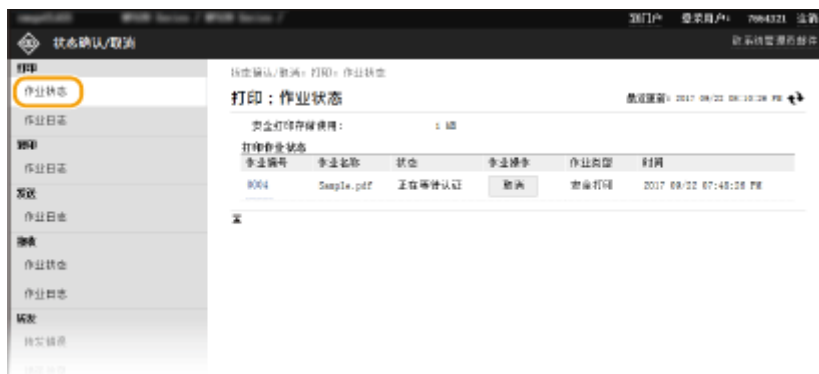 到门户 登录用户: 7654321 注销
状态确认/取消 致系统管理员邮件
打印
作业状态
作业日志
复印
作业日志
发送
作业日志
接收
作业状态
作业日志
转发
转发错误
状态确认/取消: 打印: 作业状态
打印：作业状态
最近更新: 2017 09/22 08:10:26 PM
安全打印存储使用: 1 MB
打印作业状态
作业编号 作业名称 状态 作业操作 作业类型 时间
0004 Sample.pdf 正在等待认证 取消 安全打印 2017 09/22 07:48:26 PM